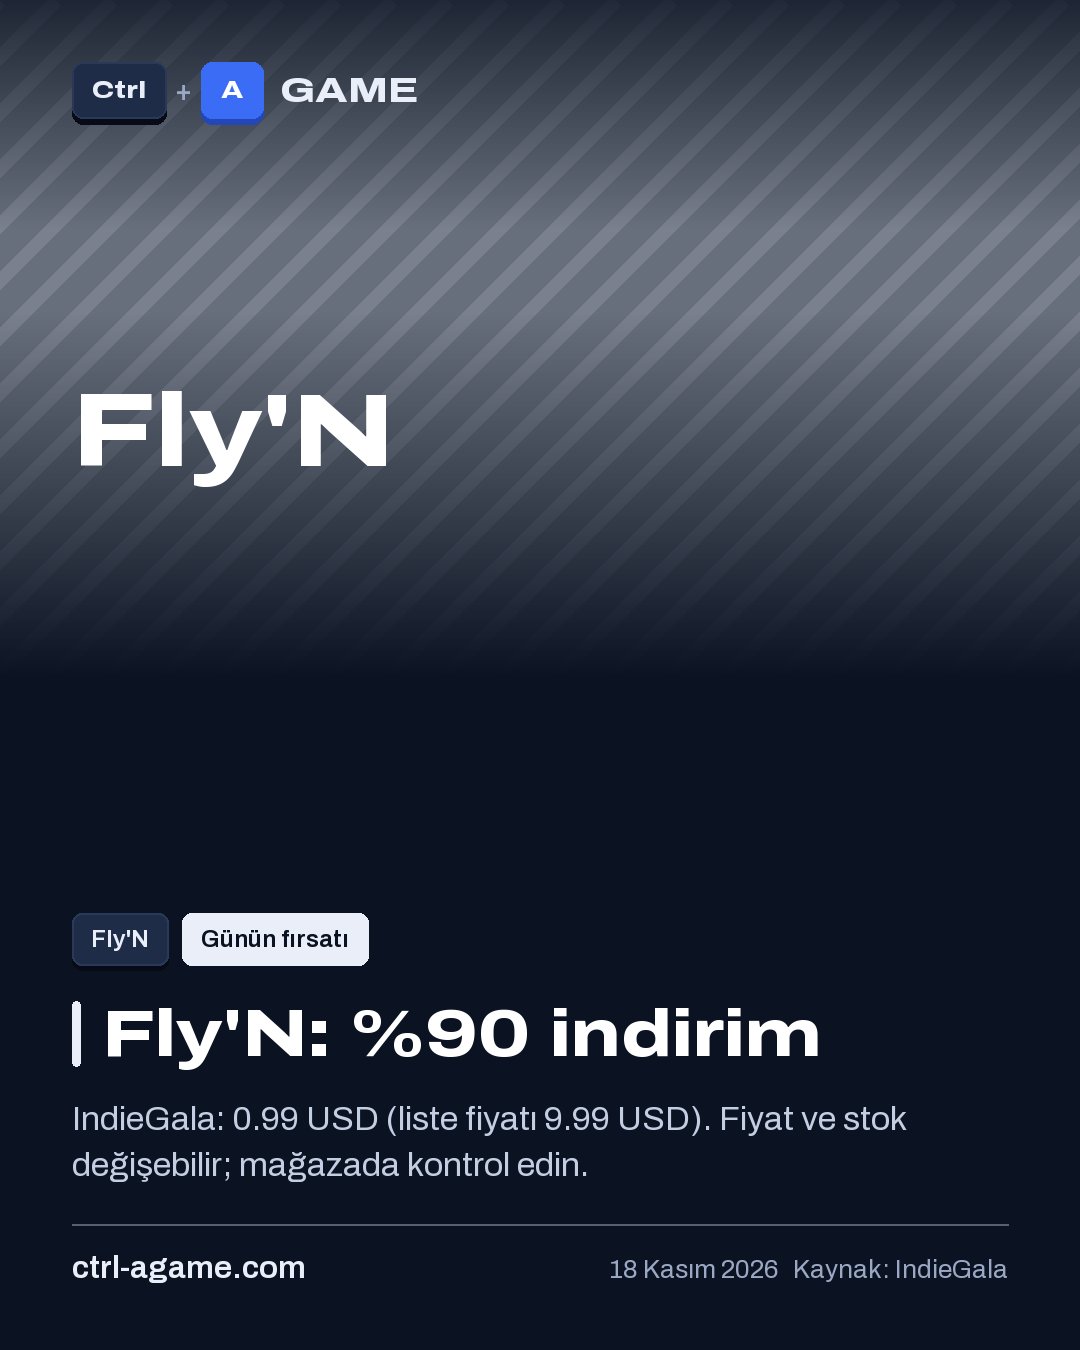 Ctrl + A GAME
Fly'N
Fly'N Günün fırsatı
Fly'N: %90 indirim
IndieGala: 0.99 USD (liste fiyatı 9.99 USD). Fiyat ve stok
değişebilir; mağazada kontrol edin.
ctrl-agame.com 18 Kasım 2026 Kaynak: IndieGala